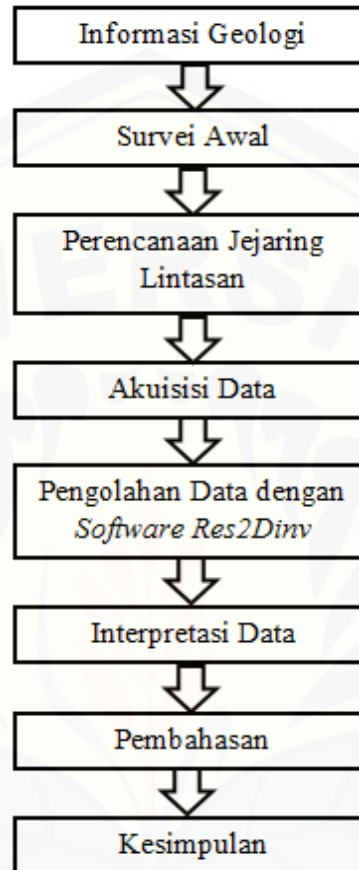 Informasi Geologi
Survei Awal
Perencanaan Jejaring
Lintasan
Akuisisi Data
Pengolahan Data dengan
Software Res2Dinv
Interpretasi Data
Pembahasan
Kesimpulan